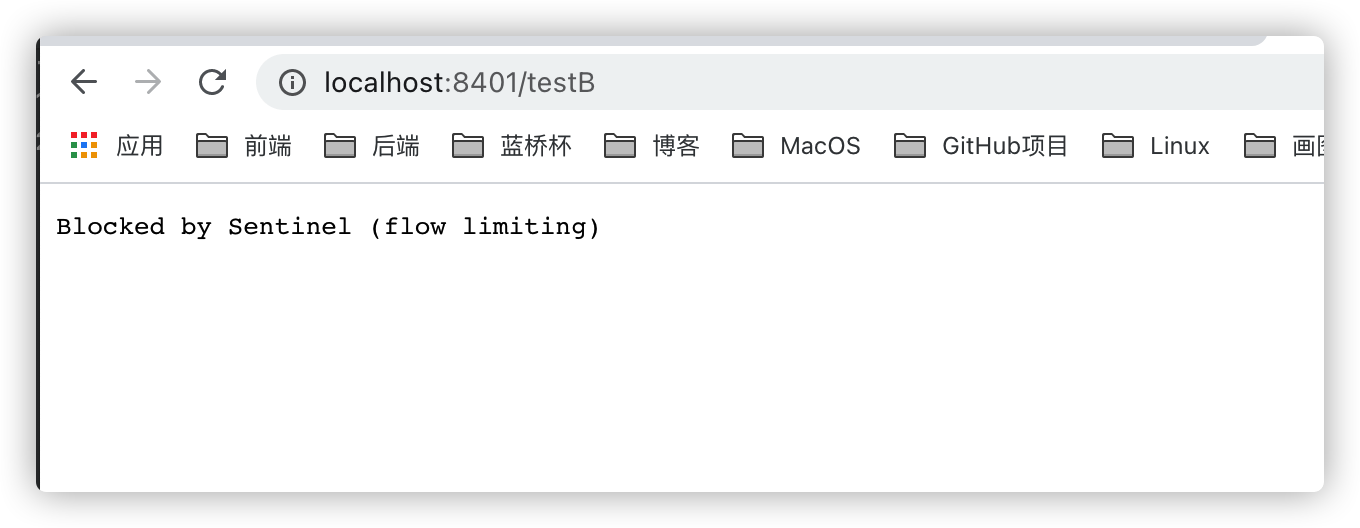 localhost:8401/testB
应用 前端 后端 蓝桥杯 博客 MacOS GitHub项目 Linux 画
Blocked by Sentinel (flow limiting)